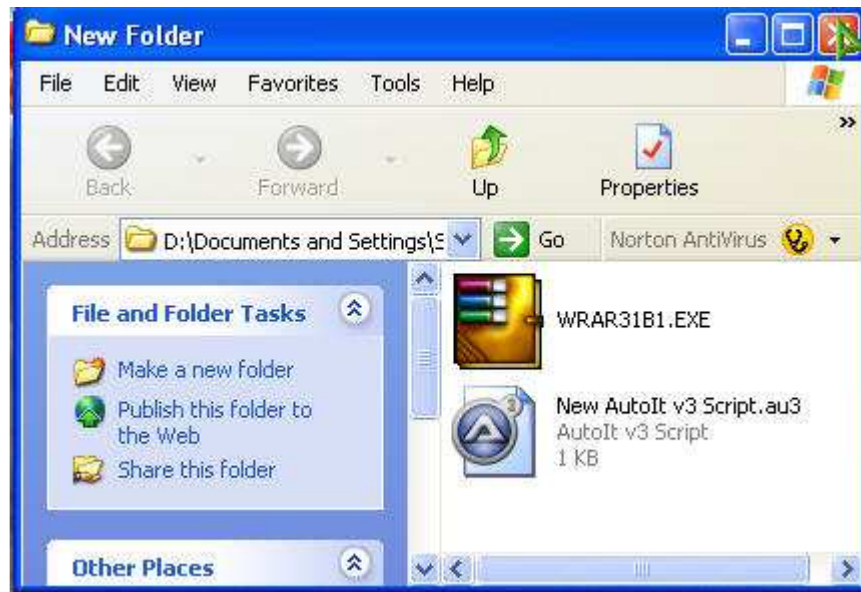 New Folder
File Edit View Favorites Tools Help
»
Back Forward Up Properties
Address D:\Documents and Settings\S Go Norton AntiVirus
File and Folder Tasks
Make a new folder
Publish this folder to
the Web
Share this folder
Other Places
WRAR31B1.EXE
3
New AutoIt v3 Script.au3
AutoIt v3 Script
1 KB